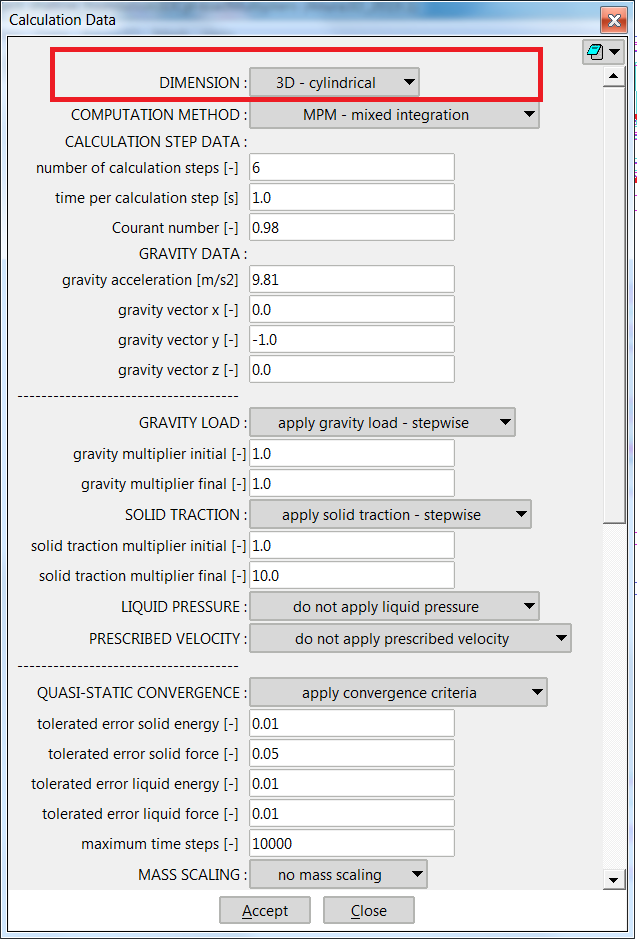 Calculation Data
DIMENSION : 3D - cylindrical
COMPUTATION METHOD : MPM - mixed integration
CALCULATION STEP DATA :
number of calculation steps [-] 6
time per calculation step [s] 1.0
Courant number [-] 0.98
GRAVITY DATA :
gravity acceleration [m/s2] 9.81
gravity vector x [-] 0.0
gravity vector y [-] -1.0
gravity vector z [-] 0.0
-------------------------------------
GRAVITY LOAD : apply gravity load - stepwise
gravity multiplier initial [-] 1.0
gravity multiplier final [-] 1.0
SOLID TRACTION : apply solid traction - stepwise
solid traction multiplier initial [-] 1.0
solid traction multiplier final [-] 10.0
LIQUID PRESSURE : do not apply liquid pressure
PRESCRIBED VELOCITY : do not apply prescribed velocity
-------------------------------------
QUASI-STATIC CONVERGENCE : apply convergence criteria
tolerated error solid energy [-] 0.01
tolerated error solid force [-] 0.05
tolerated error liquid energy [-] 0.01
tolerated error liquid force [-] 0.01
maximum time steps [-] 10000
MASS SCALING : no mass scaling
Accept Close